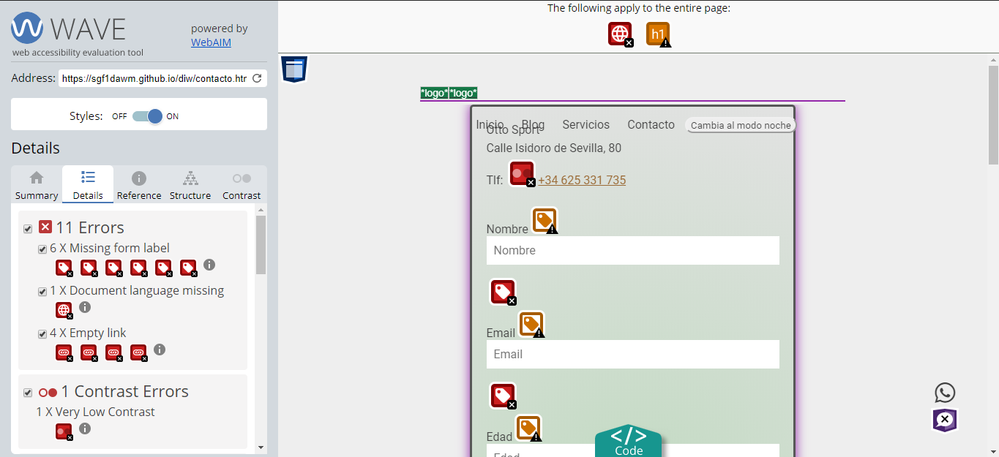 WAVE
powered by
WebAIM
web accessibility evaluation tool
Address: https://sgf1dawm.github.io/diw/contacto.htr
Styles: OFF ON
Details
Summary Details Reference Structure Contrast
11 Errors
6 X Missing form label
1 X Document language missing
4 X Empty link
1 Contrast Errors
1 X Very Low Contrast
The following apply to the entire page:
h1
*logo* *logo*
Inicio Blog Servicios Contacto Cambia al modo noche
Otto Sport
Calle Isidoro de Sevilla, 80
Tlf: +34 625 331 735
Nombre
Nombre
Email
Email
Edad
Edad
</> Code